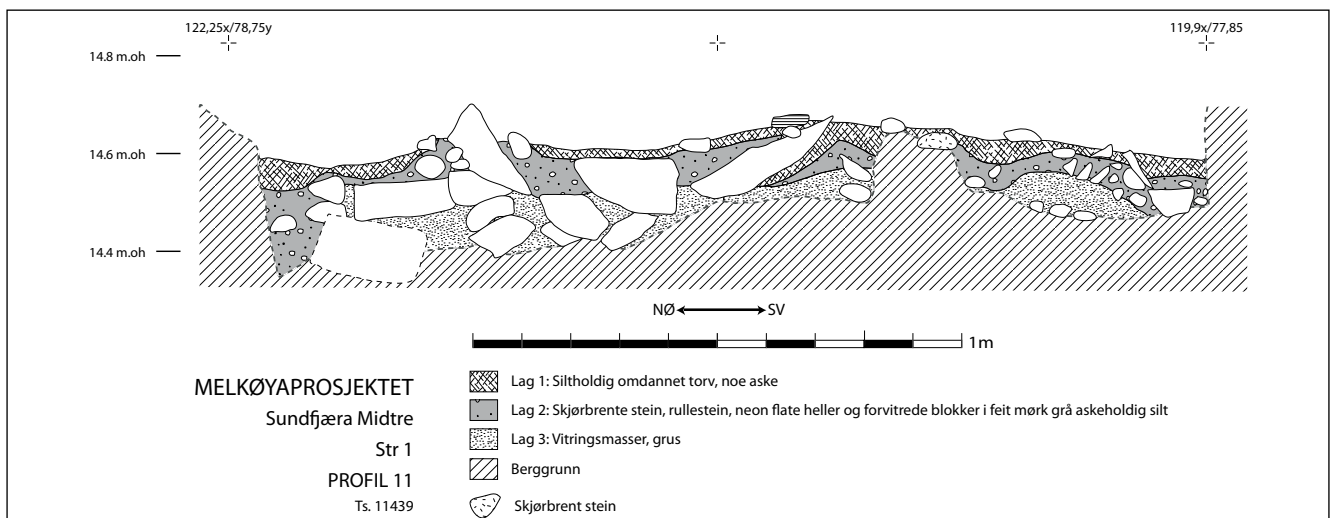 122,25x/78,75y
119,9x/77,85
14.8 m.oh
14.6 m.oh
14.4 m.oh
NØ SV
1m
MELKØYAPROSJEKTET
Sundfjæra Midtre
Str 1
PROFIL 11
Ts. 11439
Lag 1: Siltholdig omdannet torv, noe aske
Lag 2: Skjørbrente stein, rullestein, neon flate heller og forvitrede blokker i feit mørk grå askeholdig silt
Lag 3: Vitringsmasser, grus
Berggrunn
Skjørbrent stein